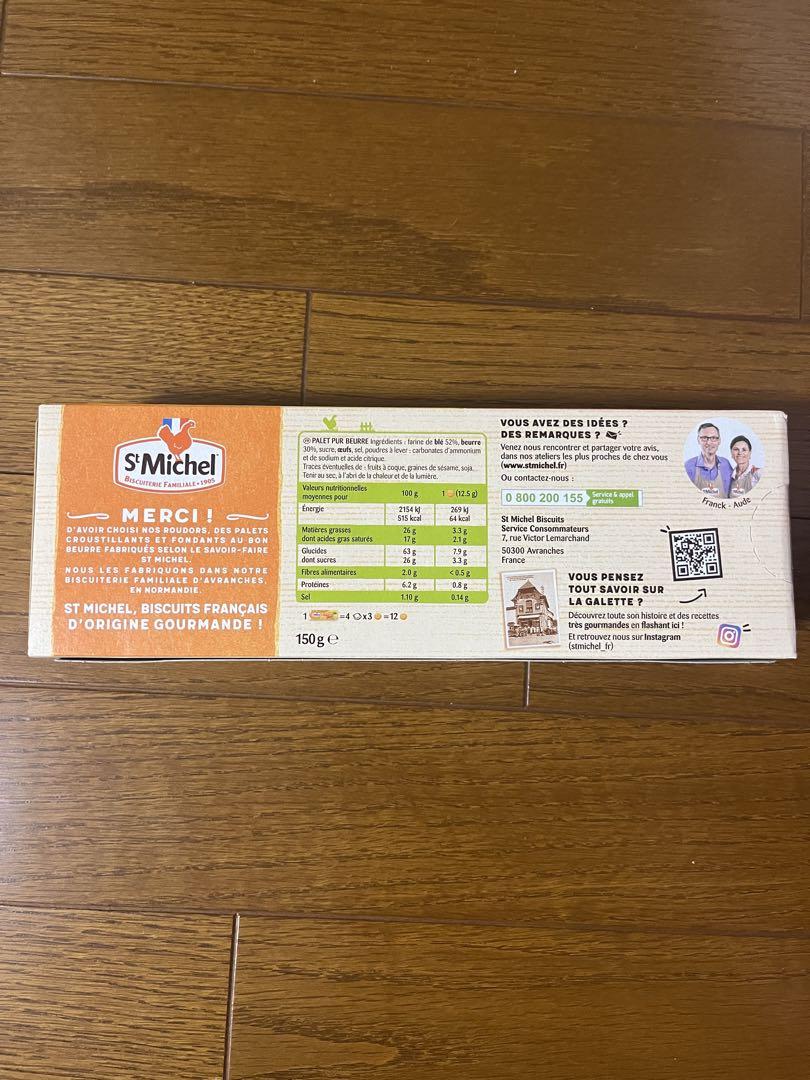 St Michel
BISCUITERIE FAMILIALE • 1905
MERCI !
D'AVOIR CHOISI NOS ROUDORS, DES PALETS
CROUSTILLANTS ET FONDANTS AU BON
BEURRE FABRIQUÉS SELON LE SAVOIR-FAIRE
ST MICHEL.
NOUS LES FABRIQUONS DANS NOTRE
BISCUITERIE FAMILIALE D'AVRANCHES,
EN NORMANDIE.
ST MICHEL, BISCUITS FRANÇAIS
D'ORIGINE GOURMANDE !
PALET PUR BEURRE Ingrédients : farine de blé 52%, beurre
30%, sucre, œufs, sel, poudres à lever : carbonates d'ammonium
et de sodium et acide citrique.
Traces éventuelles de : fruits à coque, graines de sésame, soja.
Tenir au sec, à l'abri de la chaleur et de la lumière.
Valeurs nutritionnelles
moyennes pour 100 g 1 (12.5 g)
Énergie 2154 kJ 269 kJ
515 kcal 64 kcal
Matières grasses 26 g 3.3 g
dont acides gras saturés 17 g 2.1 g
Glucides 63 g 7.9 g
dont sucres 26 g 3.3 g
Fibres alimentaires 2.0 g < 0.5 g
Protéines 6.2 g 0.8 g
Sel 1.10 g 0.14 g
1 =4 x3 =12
150 g ℮
VOUS AVEZ DES IDÉES ?
DES REMARQUES ?
Venez nous rencontrer et partager votre avis,
dans nos ateliers les plus proches de chez vous
(www.stmichel.fr)
Ou contactez-nous :
0 800 200 155 Service & appel
gratuits
St Michel Biscuits
Service Consommateurs
7, rue Victor Lemarchand
50300 Avranches
France
Franck - Aude
VOUS PENSEZ
TOUT SAVOIR SUR
LA GALETTE ?
Découvrez toute son histoire et des recettes
très gourmandes en flashant ici !
Et retrouvez nous sur Instagram
(stmichel_fr)